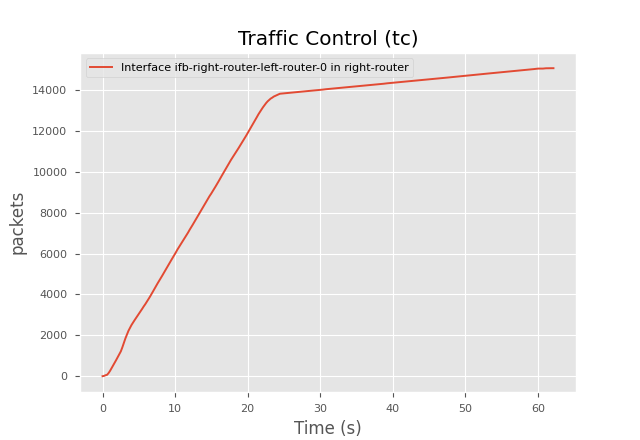 Traffic Control (tc)
Interface ifb-right-router-left-router-0 in right-router
packets
14000
12000
10000
8000
6000
4000
2000
0
0 10 20 30 40 50 60
Time (s)